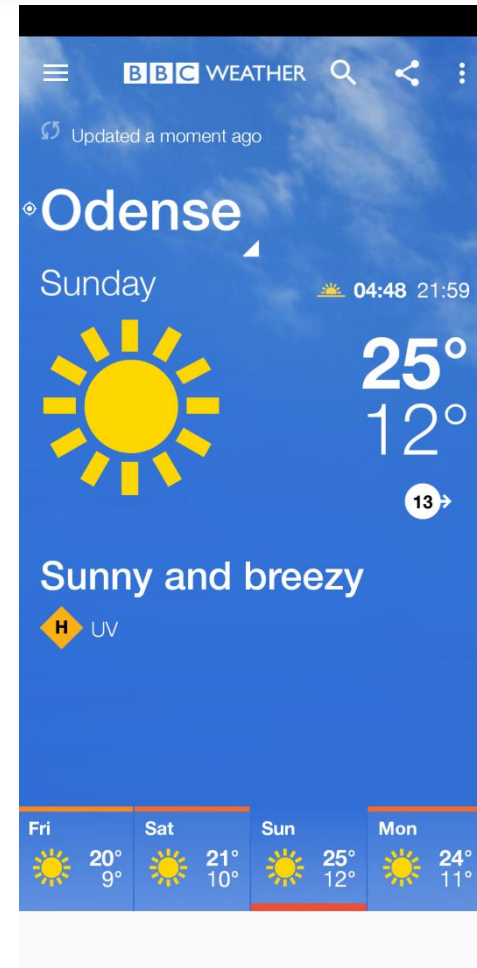 BBC WEATHER
Updated a moment ago
Odense
Sunday
04:48 21:59
25°
12°
13
Sunny and breezy
H UV
Fri Sat Sun Mon
20° 21° 25° 24°
9° 10° 12° 11°